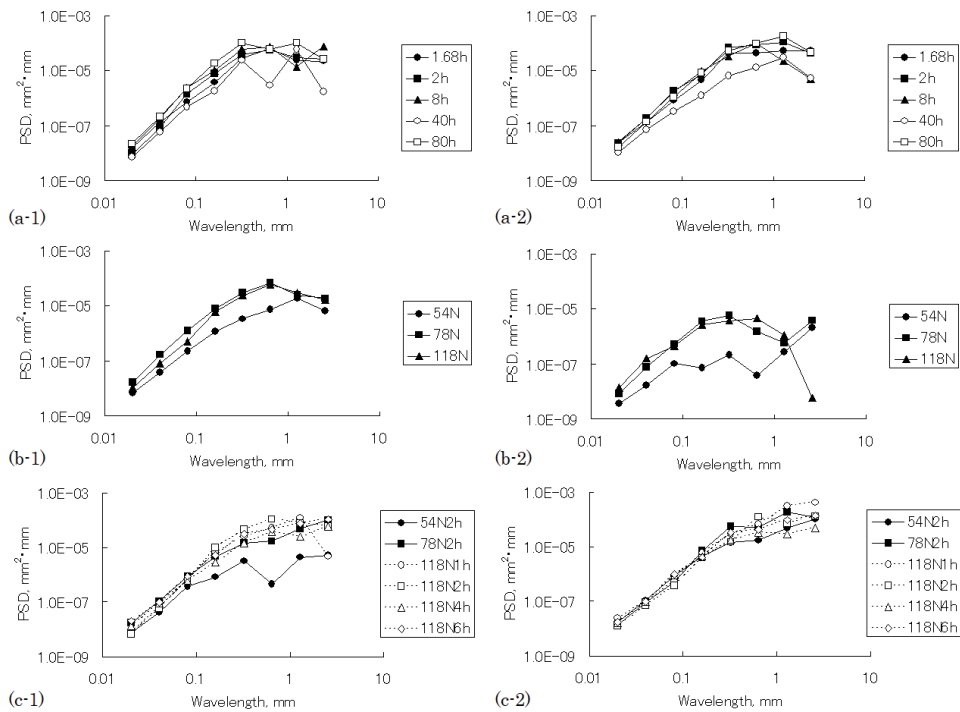 1.0E-03
1.0E-05
1.0E-07
1.0E-09
PSD, mm²・mm
0.01
0.1
1
10
Wavelength, mm
1.68h
2h
8h
40h
80h
(a-1)
1.0E-03
1.0E-05
1.0E-07
1.0E-09
PSD, mm²・mm
0.01
0.1
1
10
Wavelength, mm
1.68h
2h
8h
40h
80h
(a-2)
1.0E-03
1.0E-05
1.0E-07
1.0E-09
PSD, mm²・mm
0.01
0.1
1
10
Wavelength, mm
54N
78N
118N
(b-1)
1.0E-03
1.0E-05
1.0E-07
1.0E-09
PSD, mm²・mm
0.01
0.1
1
10
Wavelength, mm
54N
78N
118N
(b-2)
1.0E-03
1.0E-05
1.0E-07
1.0E-09
PSD, mm²・mm
0.01
0.1
1
10
Wavelength, mm
54N2h
78N2h
118N1h
118N2h
118N4h
118N6h
(c-1)
1.0E-03
1.0E-05
1.0E-07
1.0E-09
PSD, mm²・mm
0.01
0.1
1
10
Wavelength, mm
54N2h
78N2h
118N1h
118N2h
118N4h
118N6h
(c-2)